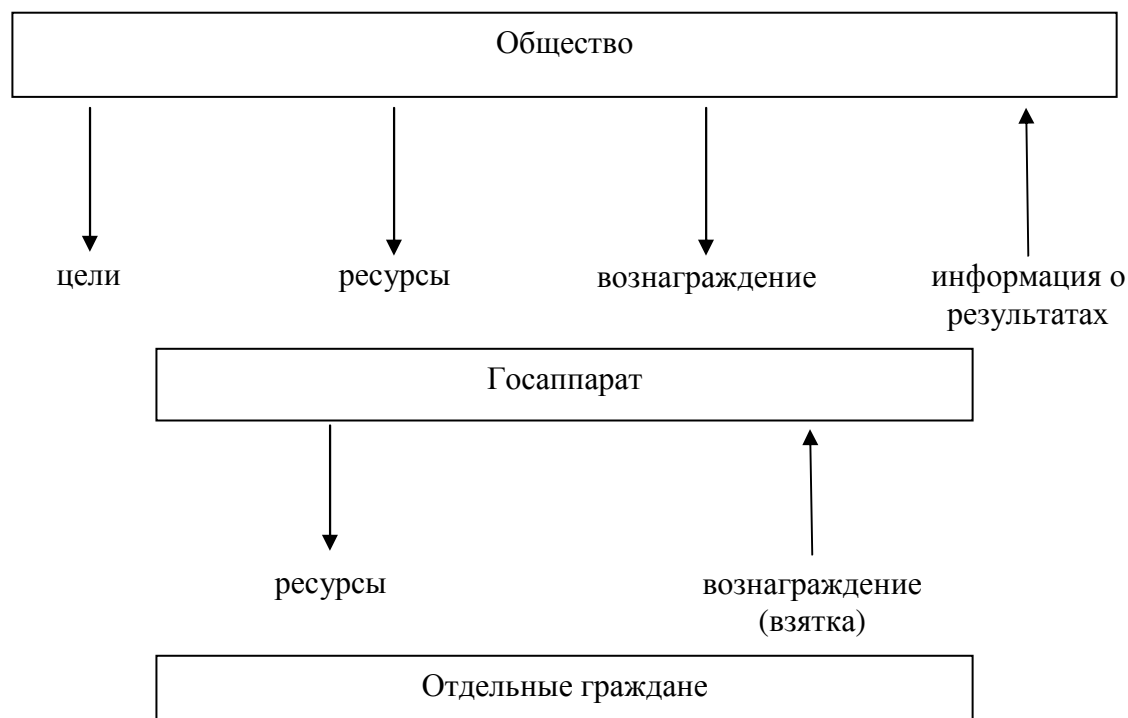 Общество
цели
ресурсы
вознаграждение
информация о
результатах
Госаппарат
ресурсы
вознаграждение
(взятка)
Отдельные граждане